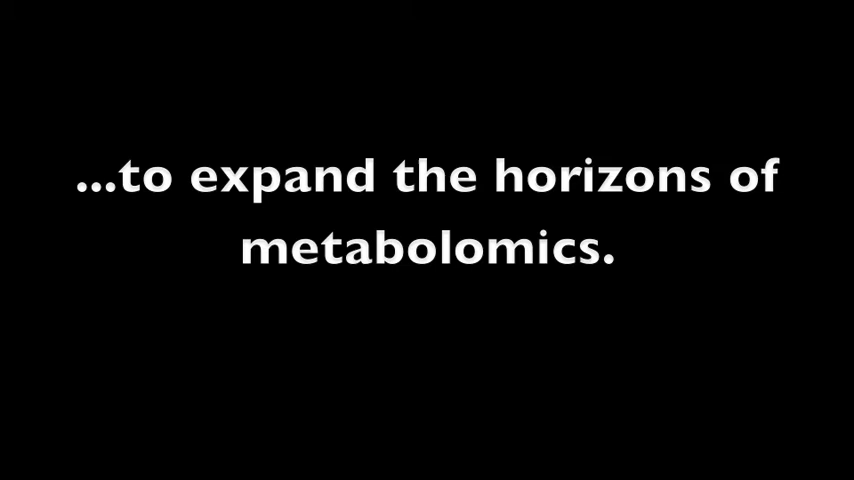 ...to expand the horizons of
metabolomics.